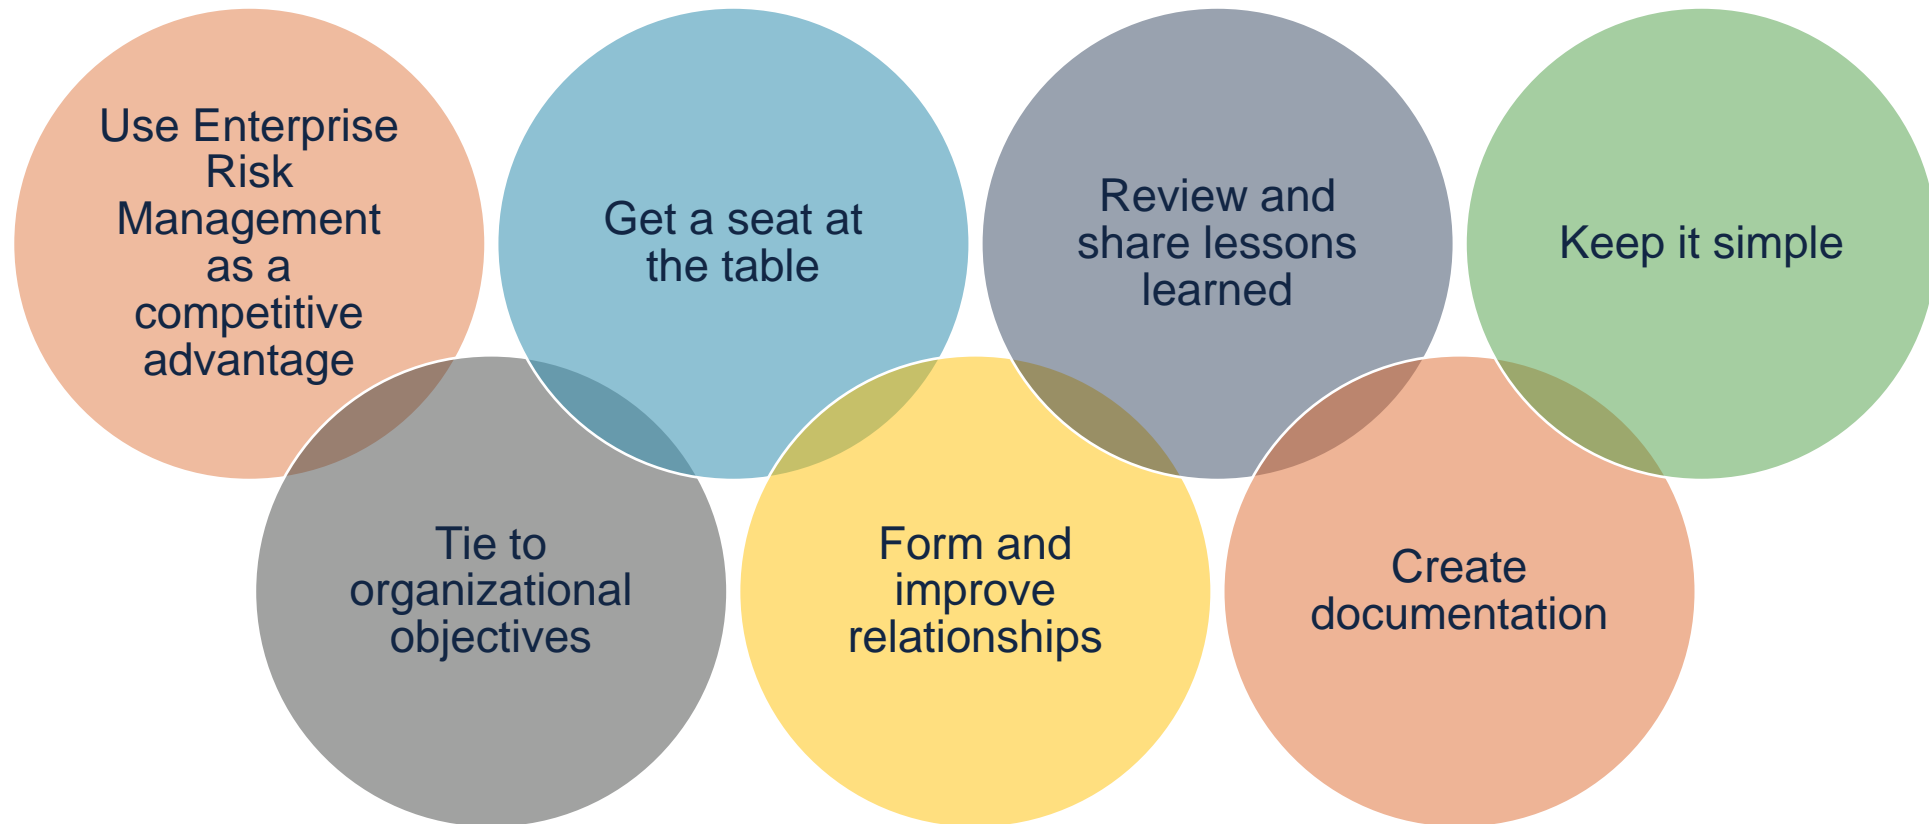 Use Enterprise
Risk
Management
as a
competitive
advantage
Get a seat at
the table
Review and
share lessons
learned
Keep it simple
Tie to
organizational
objectives
Form and
improve
relationships
Create
documentation